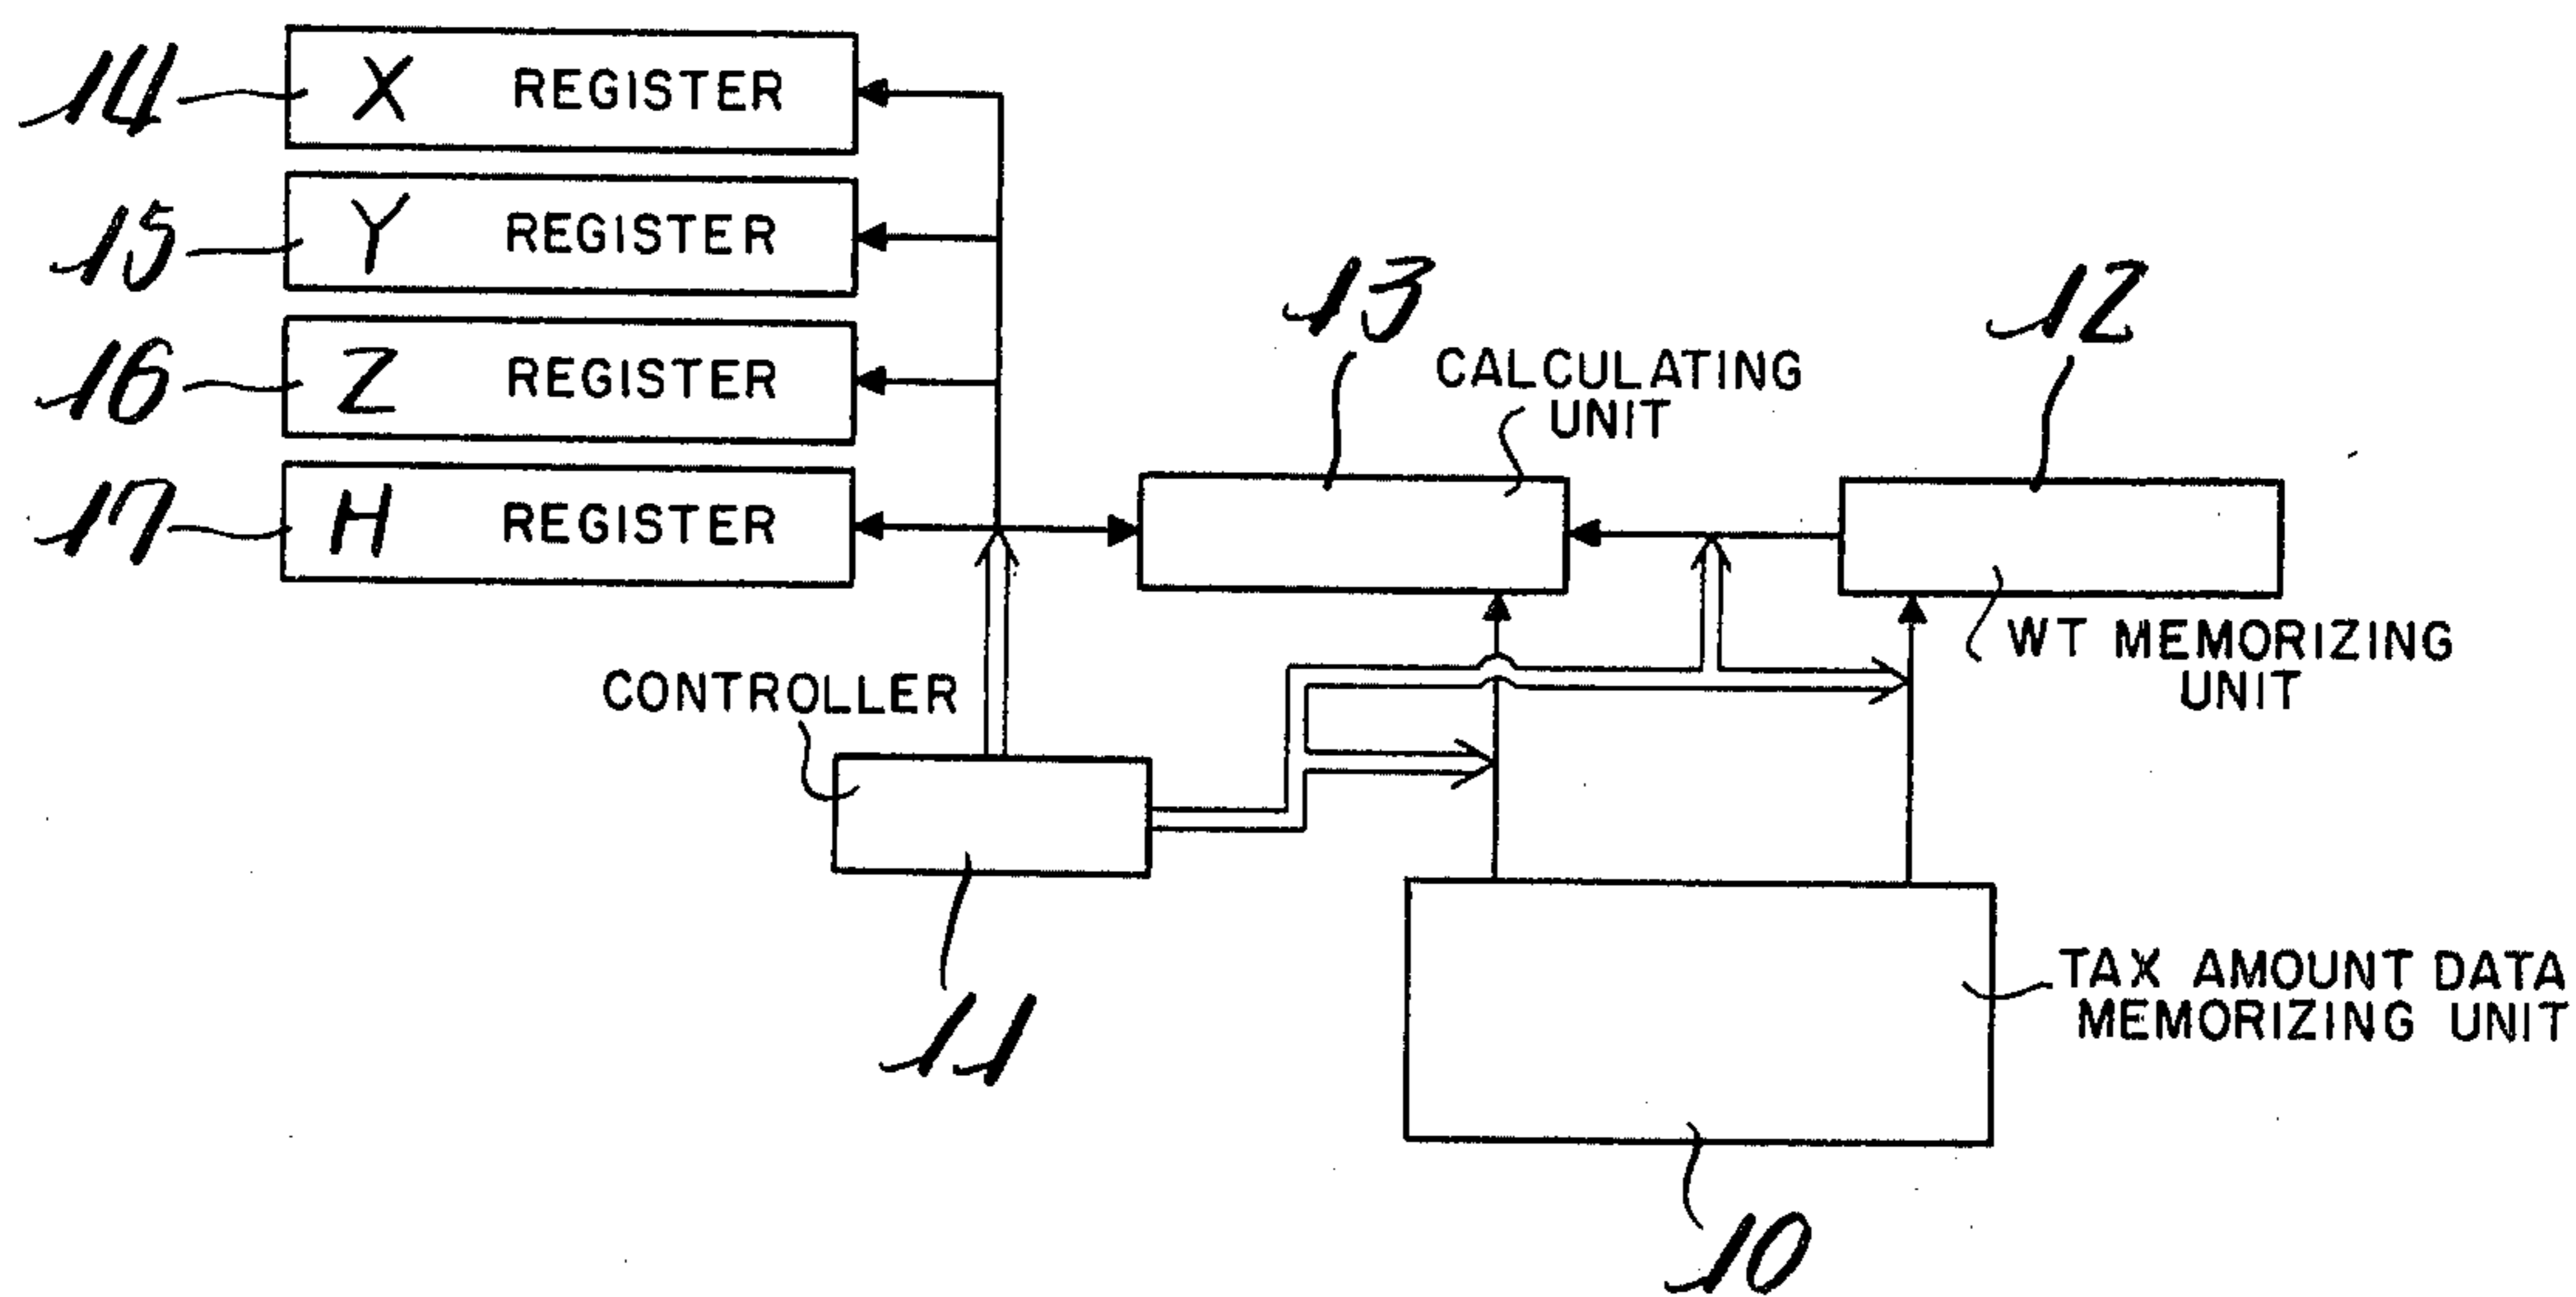 14
X REGISTER
15
Y REGISTER
16
Z REGISTER
17
H REGISTER
13
CALCULATING
UNIT
12
WT MEMORIZING
UNIT
CONTROLLER
11
TAX AMOUNT DATA
MEMORIZING UNIT
10